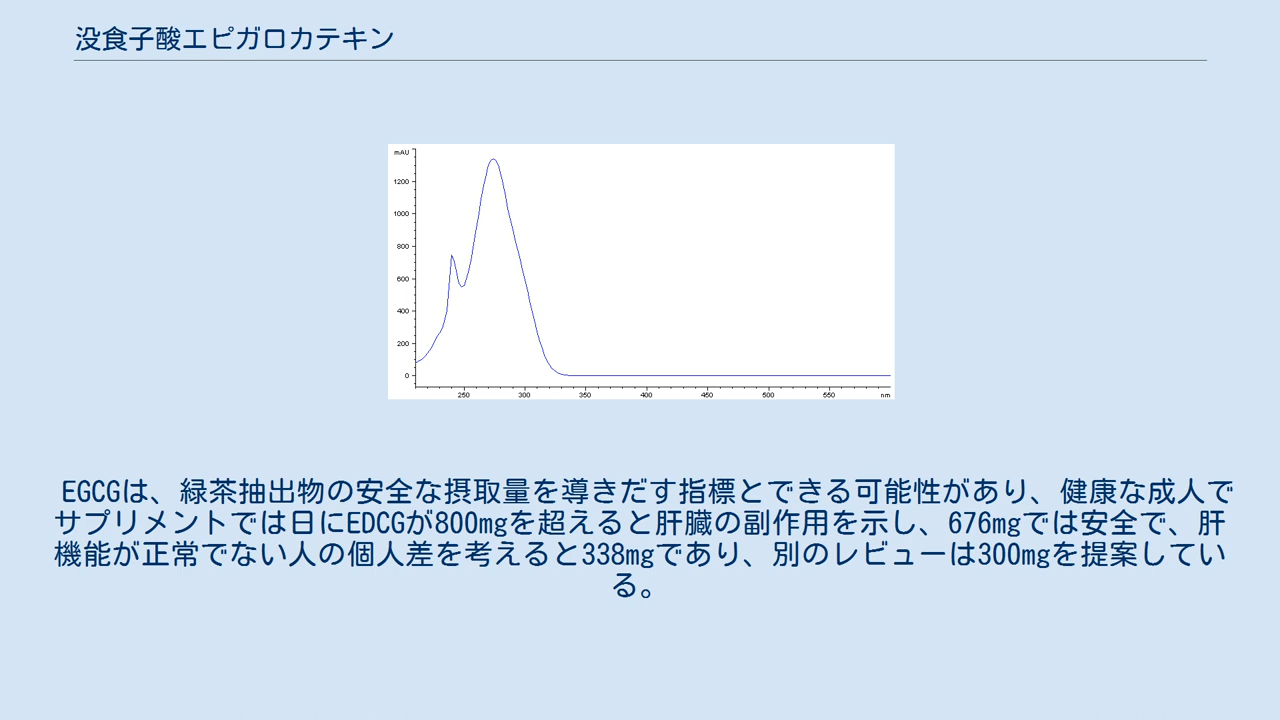 没食子酸エピガロカテキン
mAU
1200
1000
800
600
400
200
0
250 300 350 400 450 500 550 nm
EGCGは、緑茶抽出物の安全な摂取量を導きだす指標とできる可能性があり、健康な成人で
サプリメントでは日にEDCGが800mgを超えると肝臓の副作用を示し、676mgでは安全で、肝
機能が正常でない人の個人差を考えると338mgであり、別のレビューは300mgを提案してい
る。